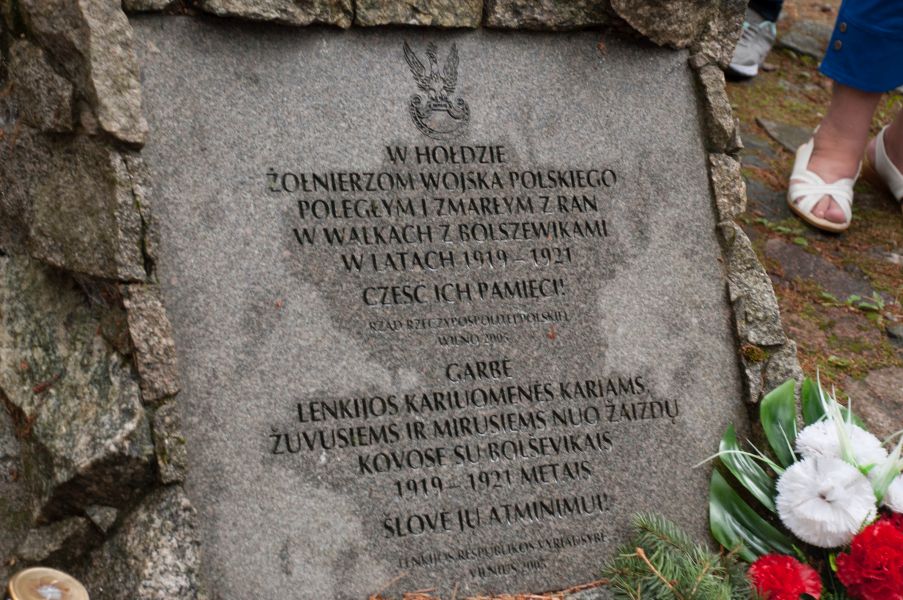 W HOŁDZIE
ŻOŁNIERZOM WOJSKA POLSKIEGO
POLEGŁYM I ZMARŁYM Z RAN
W WALKACH Z BOLSZEWIKAMI
W LATACH 1919 – 1921
CZEŚĆ ICH PAMIĘCI!
RZĄD RZECZYPOSPOLITEJ POLSKIEJ
WILNO 2005
GARBĖ
LENKIJOS KARIUOMENĖS KARIAMS,
ŽUVUSIEMS IR MIRUSIEMS NUO ŽAIZDŲ
KOVOSE SU BOLŠEVIKAIS
1919 – 1921 METAIS
ŠLOVĖ JŲ ATMINIMUI!
LENKIJOS RESPUBLIKOS VYRIAUSYBĖ
VILNIUS 2005